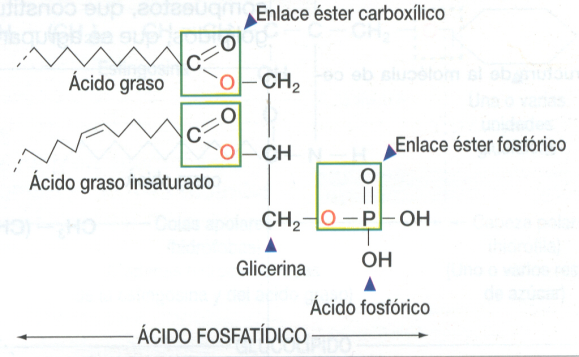 Enlace éster carboxílico
O
C
O
CH₂
Ácido graso
O
C
O
CH
Enlace éster fosfórico
Ácido graso insaturado
O
CH₂
O
P
OH
OH
Glicerina
Ácido fosfórico
ÁCIDO FOSFATÍDICO